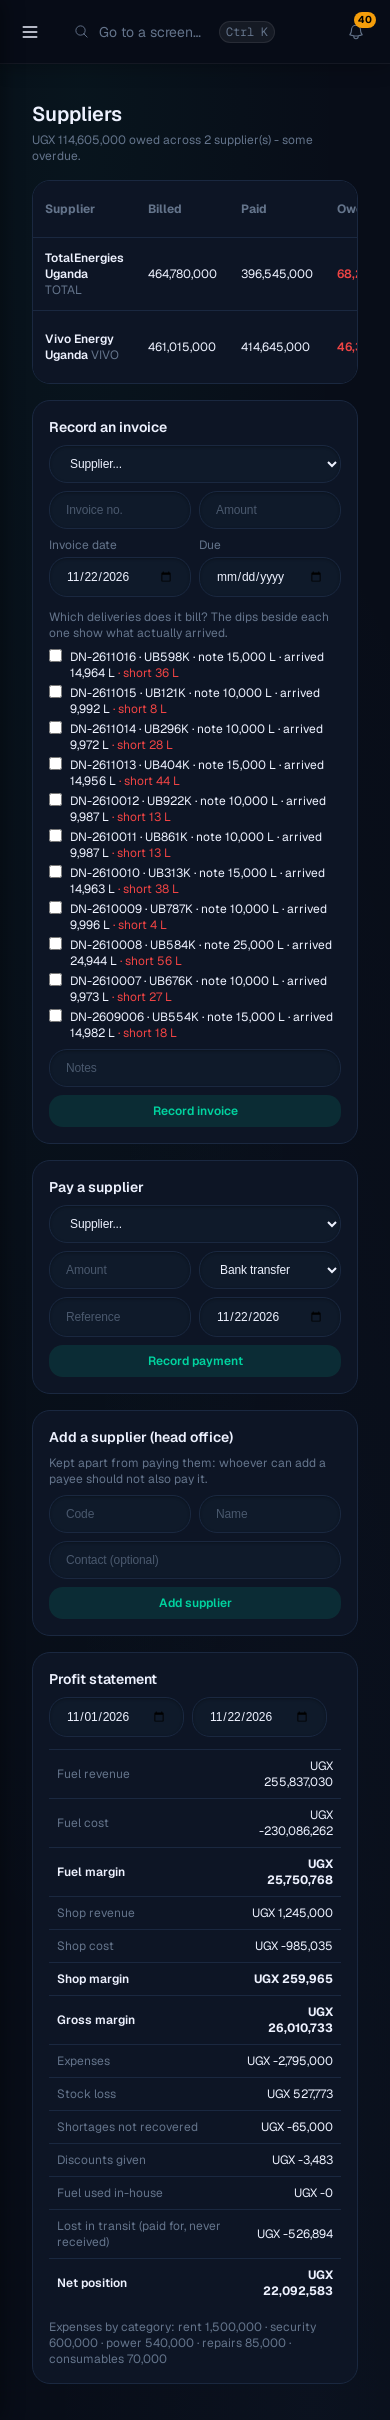 Go to a screen...
Ctrl K
40
Suppliers
UGX 114,605,000 owed across 2 supplier(s) - some
overdue.
Supplier Billed Paid
TotalEnergies
Uganda
TOTAL
464,780,000 396,545,000
Vivo Energy
Uganda VIVO
461,015,000 414,645,000
Record an invoice
Supplier...
Invoice no. Amount
Invoice date Due
11/22/2026 mm/dd/yyyy
Which deliveries does it bill? The dips beside each
one show what actually arrived.
DN-2611016 · UB598K · note 15,000 L · arrived
14,964 L · short 36 L
DN-2611015 · UB121K · note 10,000 L · arrived
9,992 L · short 8 L
DN-2611014 · UB296K · note 10,000 L · arrived
9,972 L · short 28 L
DN-2611013 · UB404K · note 15,000 L · arrived
14,956 L · short 44 L
DN-2610012 · UB922K · note 10,000 L · arrived
9,987 L · short 13 L
DN-2610011 · UB861K · note 10,000 L · arrived
9,987 L · short 13 L
DN-2610010 · UB313K · note 15,000 L · arrived
14,963 L · short 38 L
DN-2610009 · UB787K · note 10,000 L · arrived
9,996 L · short 4 L
DN-2610008 · UB584K · note 25,000 L · arrived
24,944 L · short 56 L
DN-2610007 · UB676K · note 10,000 L · arrived
9,973 L · short 27 L
DN-2609006 · UB554K · note 15,000 L · arrived
14,982 L · short 18 L
Notes
Record invoice
Pay a supplier
Supplier...
Amount Bank transfer
Reference 11/22/2026
Record payment
Add a supplier (head office)
Kept apart from paying them: whoever can add a
payee should not also pay it.
Code Name
Contact (optional)
Add supplier
Profit statement
11/01/2026 11/22/2026
Fuel revenue UGX
255,837,030
Fuel cost UGX
-230,086,262
Fuel margin UGX
25,750,768
Shop revenue UGX 1,245,000
Shop cost UGX -985,035
Shop margin UGX 259,965
Gross margin UGX
26,010,733
Expenses UGX -2,795,000
Stock loss UGX 527,773
Shortages not recovered UGX -65,000
Discounts given UGX -3,483
Fuel used in-house UGX -0
Lost in transit (paid for, never
received) UGX -526,894
Net position UGX
22,092,583
Expenses by category: rent 1,500,000 · security
600,000 · power 540,000 · repairs 85,000 ·
consumables 70,000